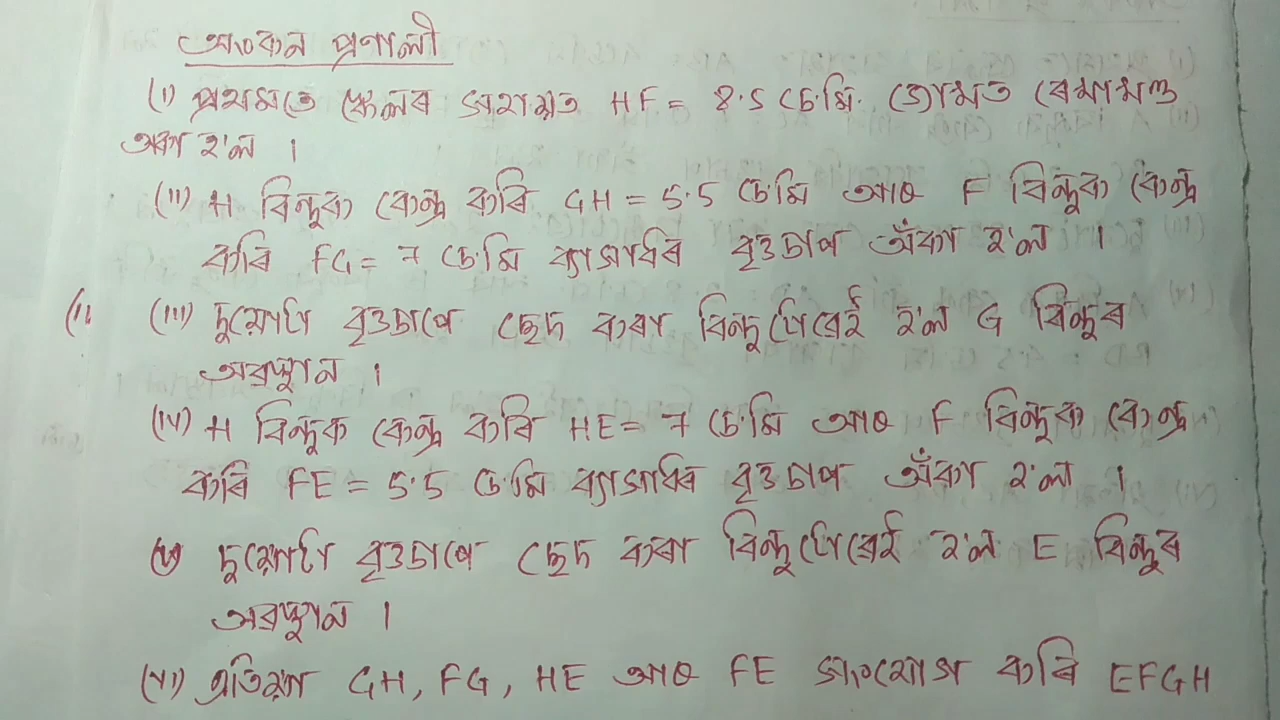 অংকন প্ৰণালী
(i) প্ৰথমতে স্কেলৰ সহায়ত HF = 8.5 চে.মি. জোখত ৰেখাখণ্ড
অকা হ'ল ।
(ii) H বিন্দুক কেন্দ্ৰ কৰি GH = 5.5 চে.মি আৰু F বিন্দুক কেন্দ্ৰ
কৰি FG = 7 চে.মি ব্যাসাৰ্ধৰ বৃত্তচাপ অঁকা হ'ল ।
(i. (iii) দুয়োটা বৃত্তচাপে ছেদ কৰা বিন্দুটোৱেই হ'ল G বিন্দুৰ
অৱস্থান ।
(iv) H বিন্দুক কেন্দ্ৰ কৰি HE = 7 চে.মি আৰু F বিন্দুক কেন্দ্ৰ
কৰি FE = 5.5 চে.মি ব্যাসাৰ্ধৰ বৃত্তচাপ অঁকা হ'ল ।
(v) দুয়োটা বৃত্তচাপে ছেদ কৰা বিন্দুটোৱেই হ'ল E বিন্দুৰ
অৱস্থান ।
(vi) এতিয়া GH, FG, HE আৰু FE সংযোগ কৰি EFGH